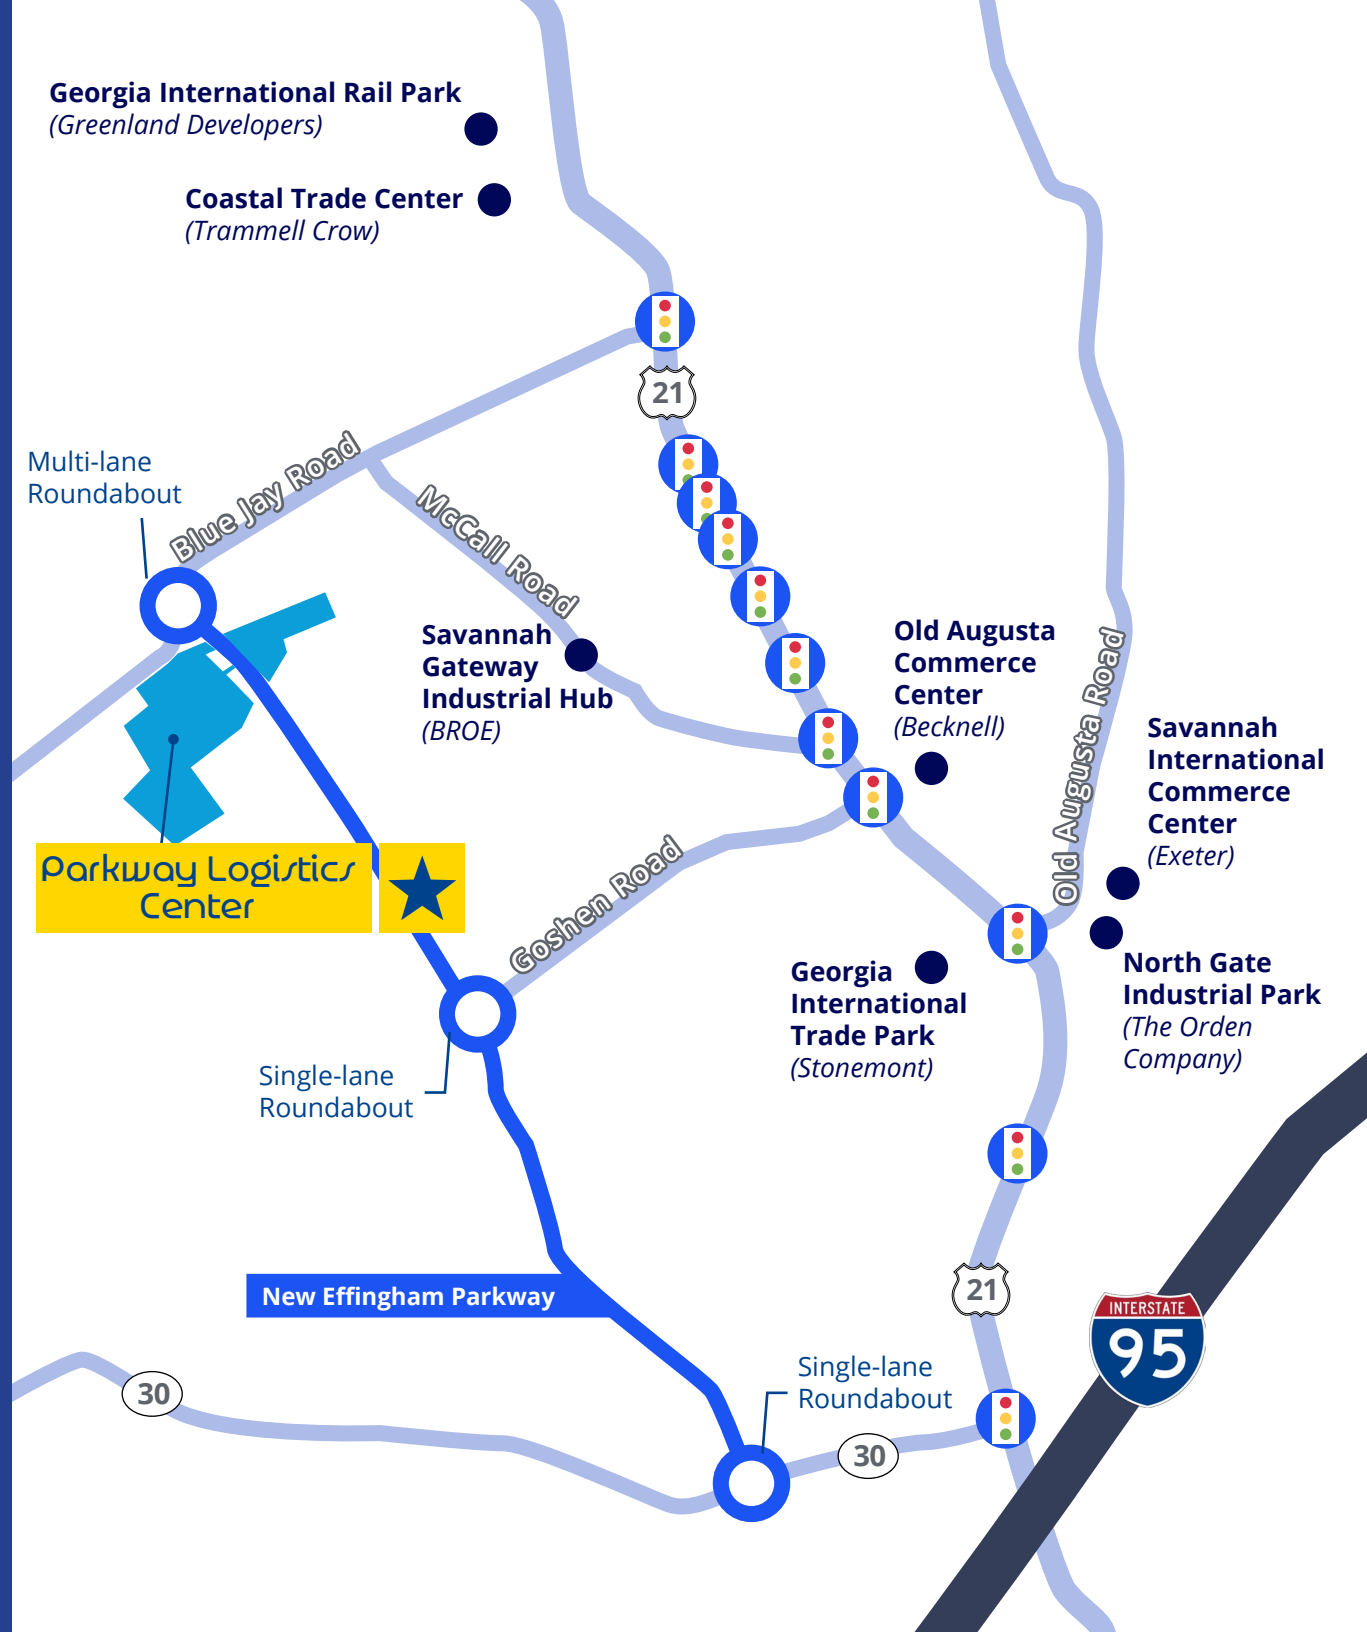 Georgia International Rail Park
(Greenland Developers)
Coastal Trade Center
(Trammell Crow)
21
Multi-lane
Roundabout
Blue Jay Road
McCall Road
Savannah
Gateway
Industrial Hub
(BROE)
Old Augusta
Commerce
Center
(Becknell)
Old Augusta Road
Savannah
International
Commerce
Center
(Exeter)
Parkway Logistics
Center
Goshen Road
Georgia
International
Trade Park
(Stonemont)
North Gate
Industrial Park
(The Orden
Company)
Single-lane
Roundabout
New Effingham Parkway
21
INTERSTATE
95
30
Single-lane
Roundabout
30